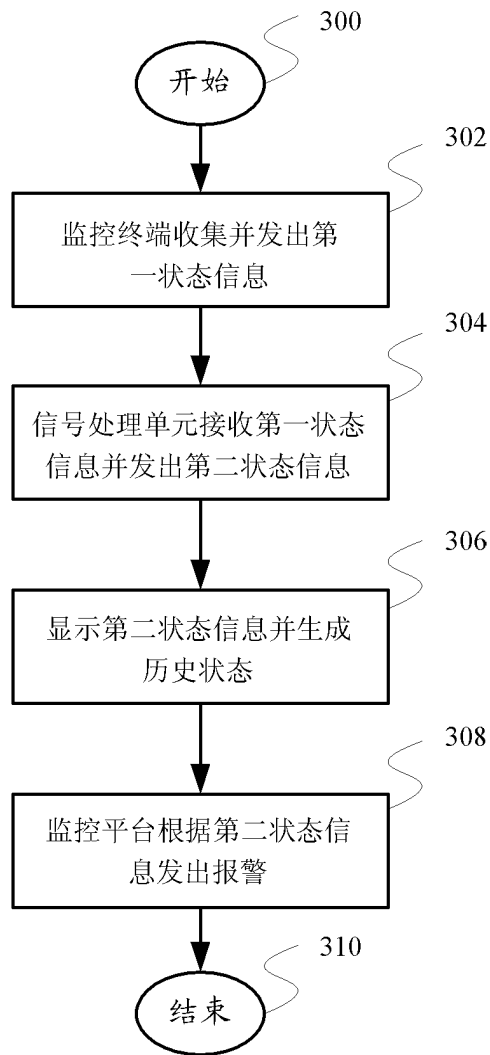 300
开始
302
监控终端收集并发出第
一状态信息
304
信号处理单元接收第一状态
信息并发出第二状态信息
306
显示第二状态信息并生成
历史状态
308
监控平台根据第二状态信
息发出报警
310
结束